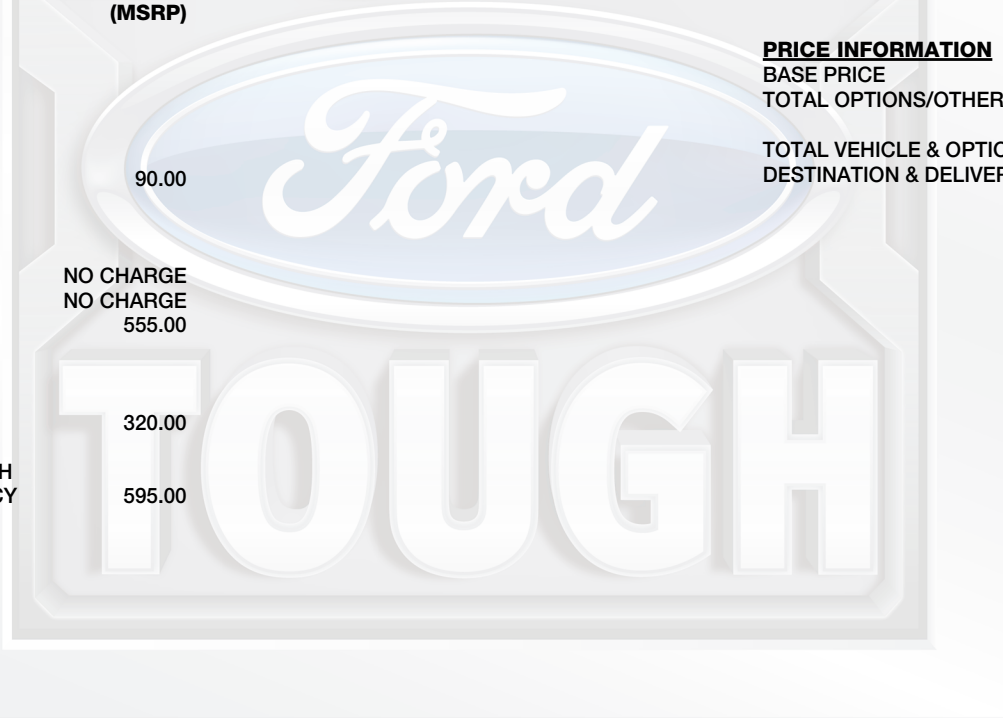 (MSRP)
PRICE INFORMATION
BASE PRICE
TOTAL OPTIONS/OTHER
TOTAL VEHICLE & OPTIO
DESTINATION & DELIVER
90.00
NO CHARGE
NO CHARGE
555.00
320.00
H
CY
595.00
Ford
TOUGH